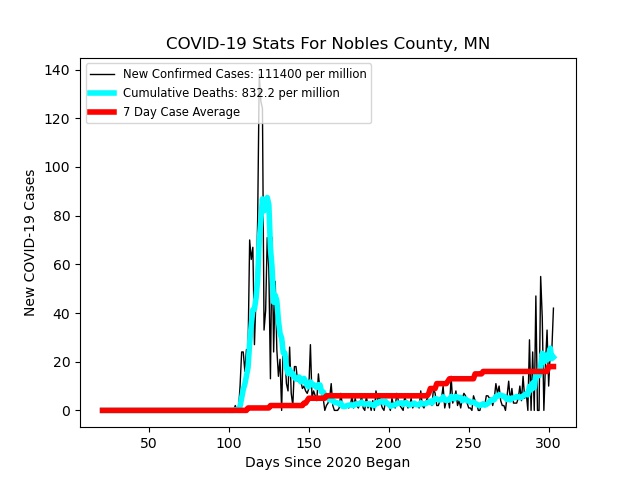 COVID-19 Stats For Nobles County, MN
New Confirmed Cases: 111400 per million
Cumulative Deaths: 832.2 per million
7 Day Case Average
New COVID-19 Cases
140
120
100
80
60
40
20
0
50 100 150 200 250 300
Days Since 2020 Began